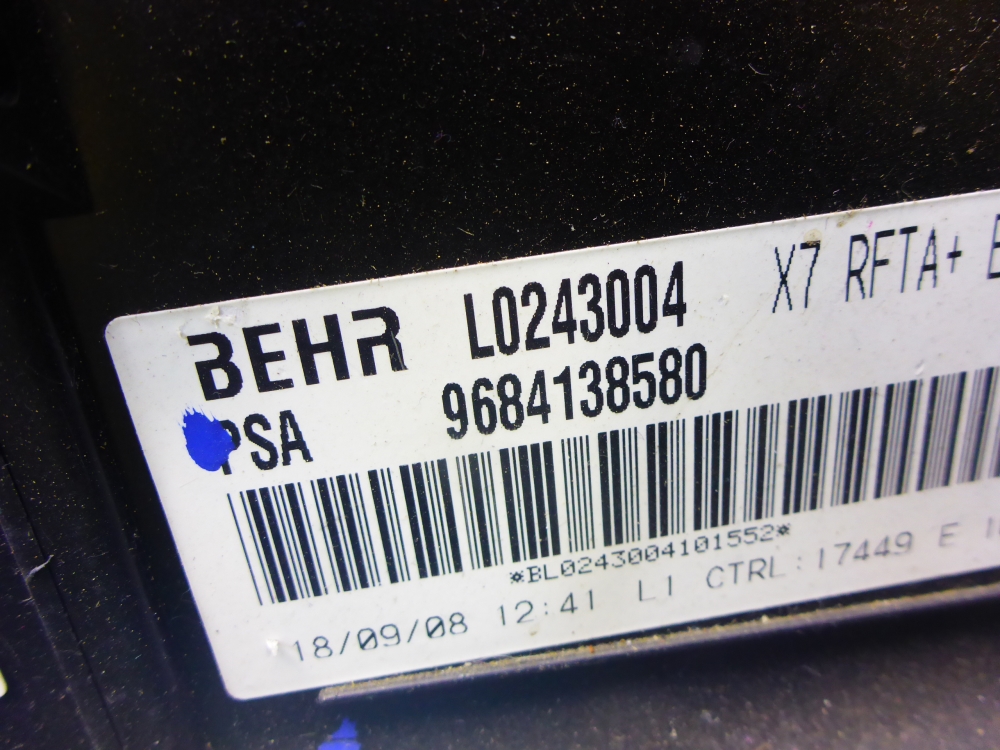 BEHR L0243004 X7 RFTA+
PSA 9684138580
*BL0243004101552*
18/09/08 12:41 L1 CTRL:17449 E